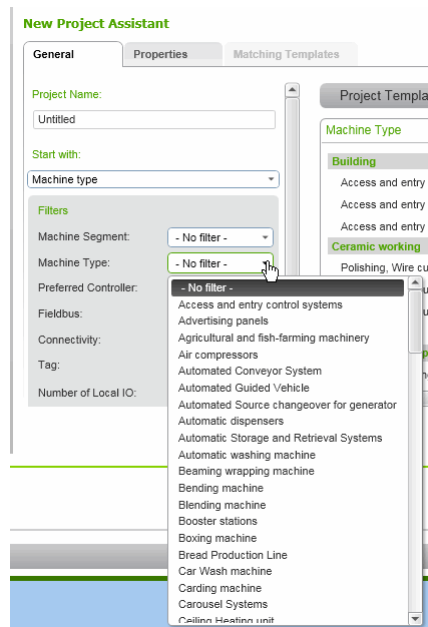 New Project Assistant
General
Properties
Matching Templates
Project Name:
Untitled
Start with:
Machine type
Filters
Machine Segment:
- No filter -
Machine Type:
- No filter -
Preferred Controller:
Fieldbus:
Connectivity:
Tag:
Number of Local IO:
- No filter -
Access and entry control systems
Advertising panels
Agricultural and fish-farming machinery
Air compressors
Automated Conveyor System
Automated Guided Vehicle
Automated Source changeover for generator
Automatic dispensers
Automatic Storage and Retrieval Systems
Automatic washing machine
Beaming wrapping machine
Bending machine
Blending machine
Booster stations
Boxing machine
Bread Production Line
Car Wash machine
Carding machine
Carousel Systems
Ceiling Heating unit
Project Templa
Machine Type
Building
Access and entry
Access and entry
Access and entry
Ceramic working
Polishing, Wire cu